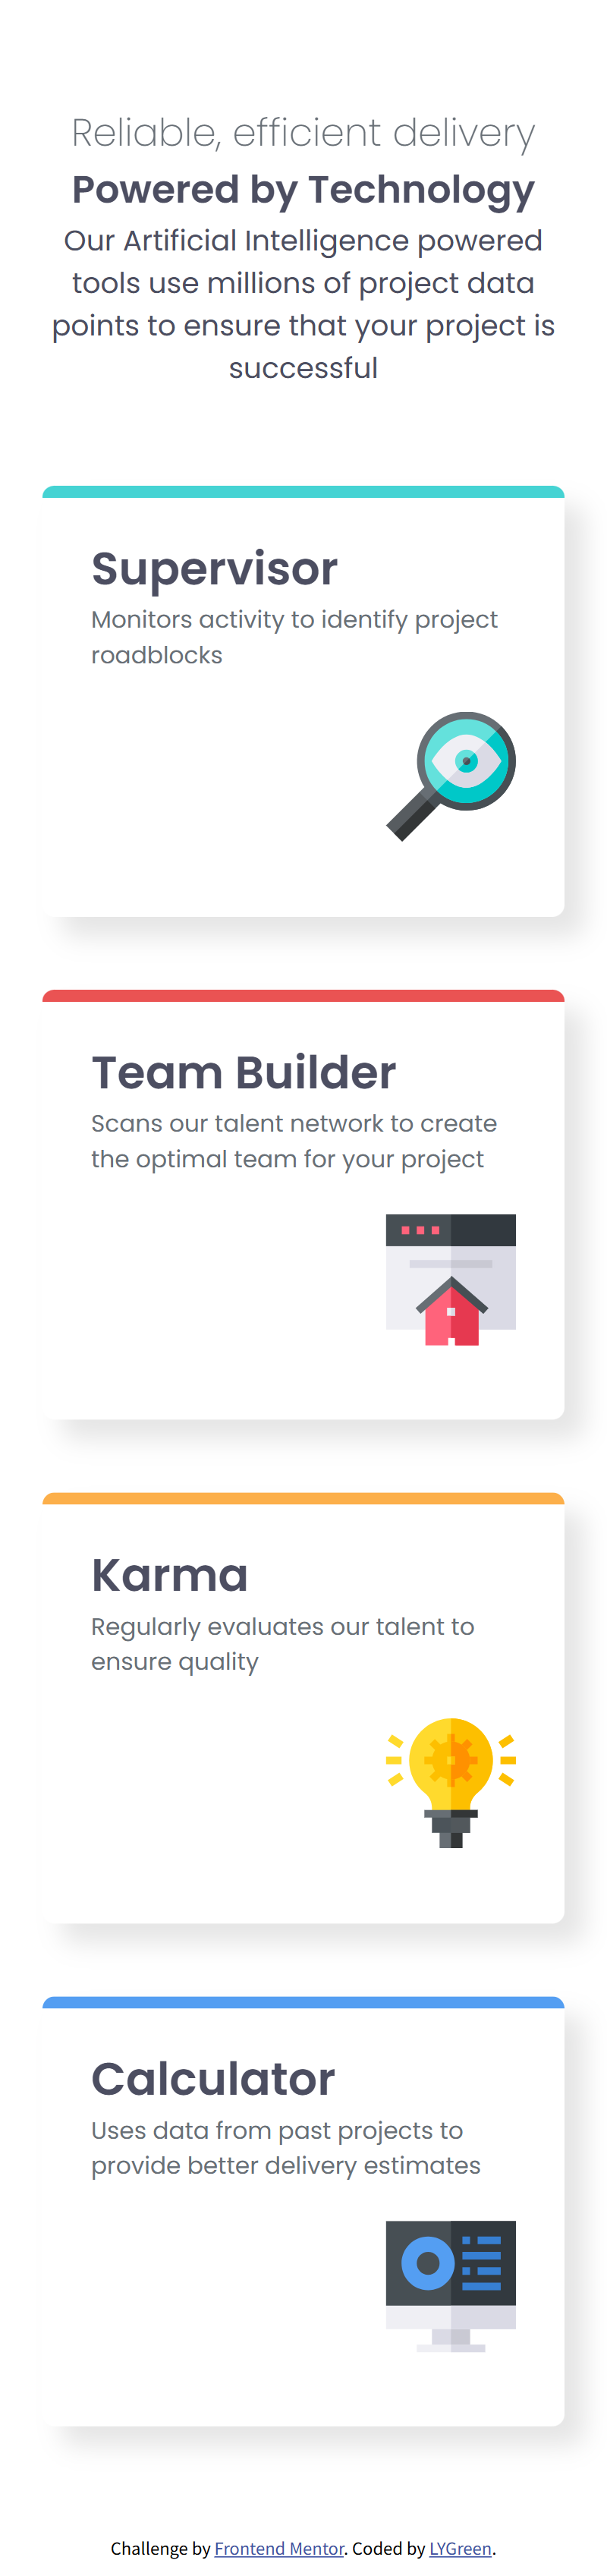 Reliable, efficient delivery
Powered by Technology
Our Artificial Intelligence powered
tools use millions of project data
points to ensure that your project is
successful
Supervisor
Monitors activity to identify project
roadblocks
Team Builder
Scans our talent network to create
the optimal team for your project
Karma
Regularly evaluates our talent to
ensure quality
Calculator
Uses data from past projects to
provide better delivery estimates
Challenge by Frontend Mentor. Coded by LYGreen.